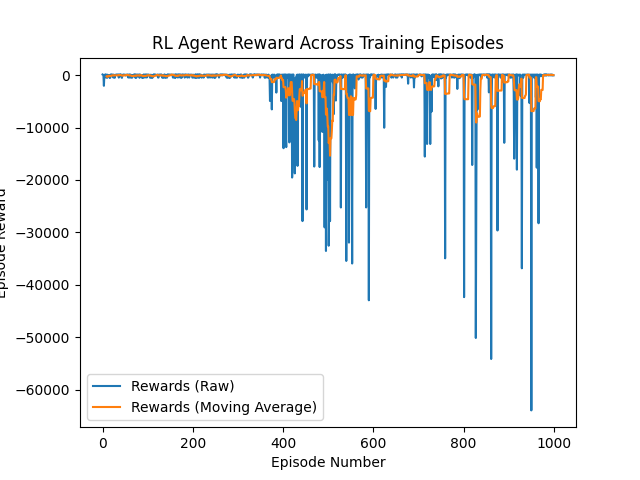 RL Agent Reward Across Training Episodes
0
−10000
−20000
−30000
−40000
−50000
−60000
Episode Reward
Rewards (Raw)
Rewards (Moving Average)
0
200
400
600
800
1000
Episode Number